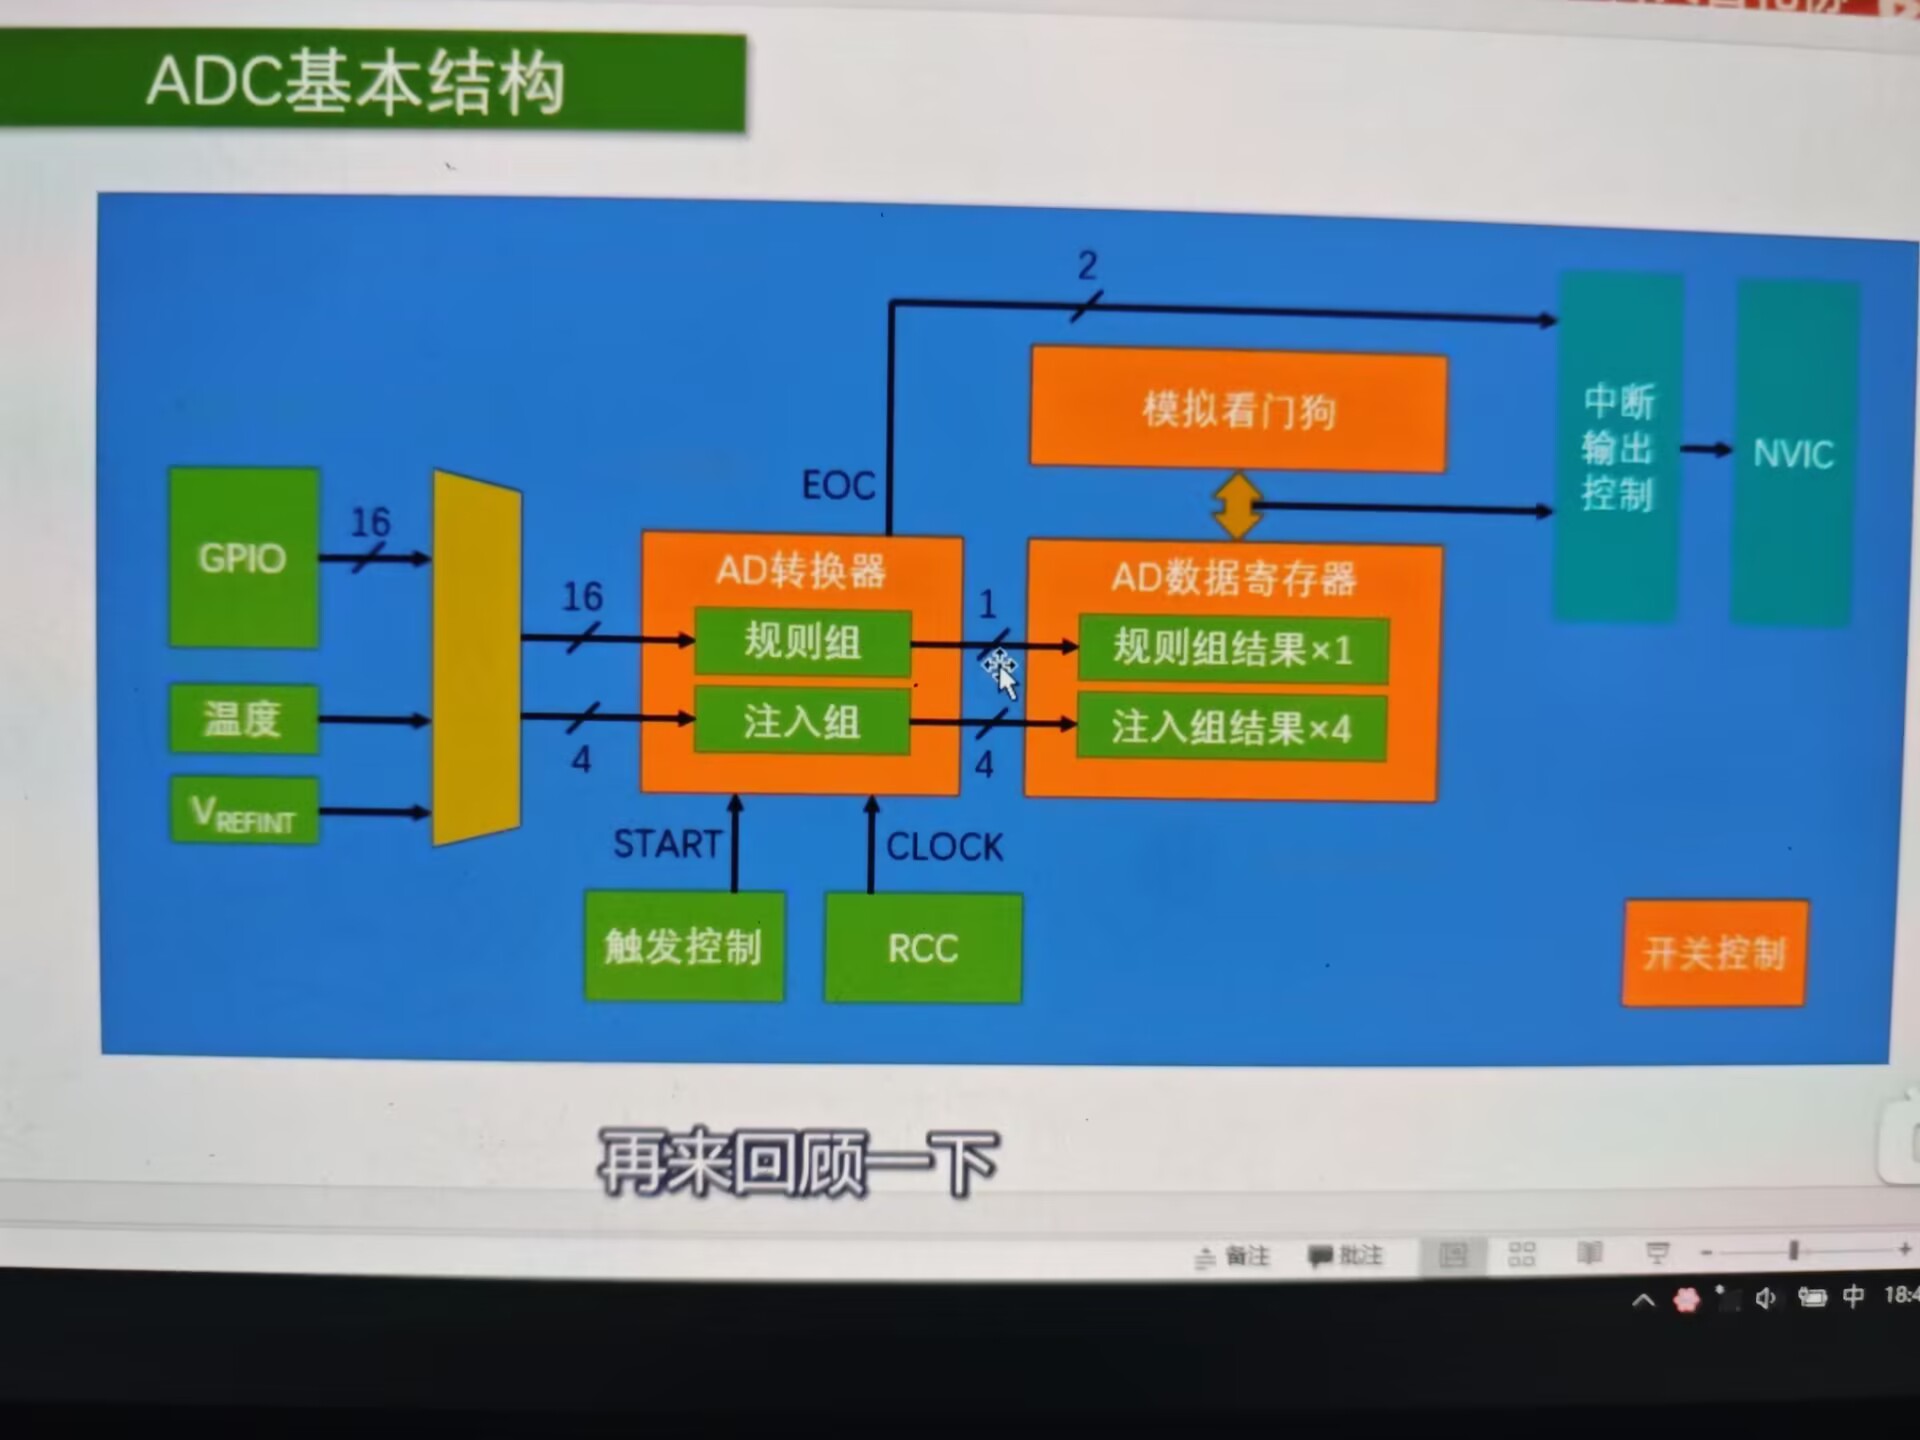 ADC基本结构
2
模拟看门狗
中断
输出
控制
NVIC
EOC
GPIO
16
16
AD转换器
规则组
注入组
1
AD数据寄存器
规则组结果×1
注入组结果×4
温度
4
4
VREFINT
START
CLOCK
触发控制
RCC
开关控制
再来回顾一下
备注
批注
中